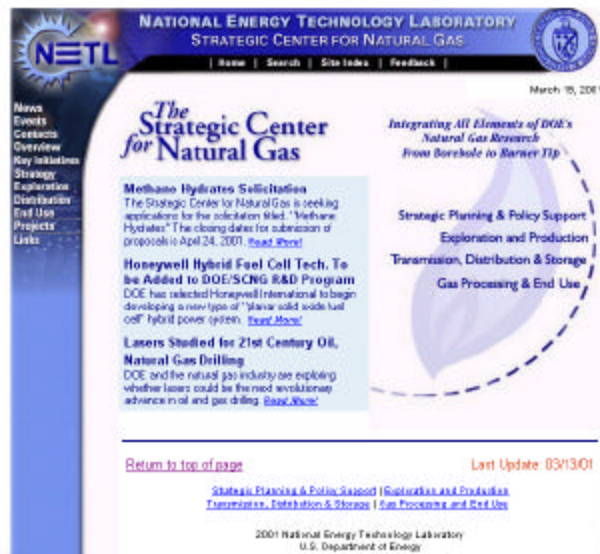 NATIONAL ENERGY TECHNOLOGY LABORATORY
STRATEGIC CENTER FOR NATURAL GAS
NETL
| Home | Search | Site Index | Feedback |
March 19, 2001
News
Events
Contacts
Overview
Key Initiatives
Strategy
Exploration
Distribution
End Use
Projects
Links
The
Strategic Center
for Natural Gas
Integrating All Elements of DOE's
Natural Gas Research
From Borehole to Burner Tip
Methane Hydrates Solicitation
The Strategic Center for Natural Gas is seeking
applications for the solicitation titled, "Methane
Hydrates" The closing dates for submission of
proposals is April 24, 2001. Read More!
Honeywell Hybrid Fuel Cell Tech. To
be Added to DOE/SCNG R&D Program
DOE has selected Honeywell International to begin
developing a new type of "planar solid oxide fuel
cell" hybrid power system. Read More!
Lasers Studied for 21st Century Oil,
Natural Gas Drilling
DOE and the natural gas industry are exploring
whether lasers could be the next revolutionary
advance in oil and gas drilling. Read More!
Strategic Planning & Policy Support
Exploration and Production
Transmission, Distribution & Storage
Gas Processing & End Use
Return to top of page
Last Update: 03/13/01
Strategic Planning & Policy Support | Exploration and Production
Transmission, Distribution & Storage | Gas Processing and End Use
2001 National Energy Technology Laboratory
U.S. Department of Energy